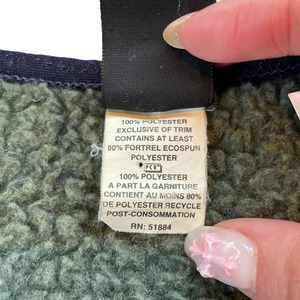 100% POLYESTER
EXCLUSIVE OF TRIM
CONTAINS AT LEAST
80% FORTREL ECOSPUN
POLYESTER
100% POLYESTER
A PART LA GARNITURE
CONTIENT AU MOINS 80%
DE POLYESTER RECYCLE
POST-CONSOMMATION
RN: 51884